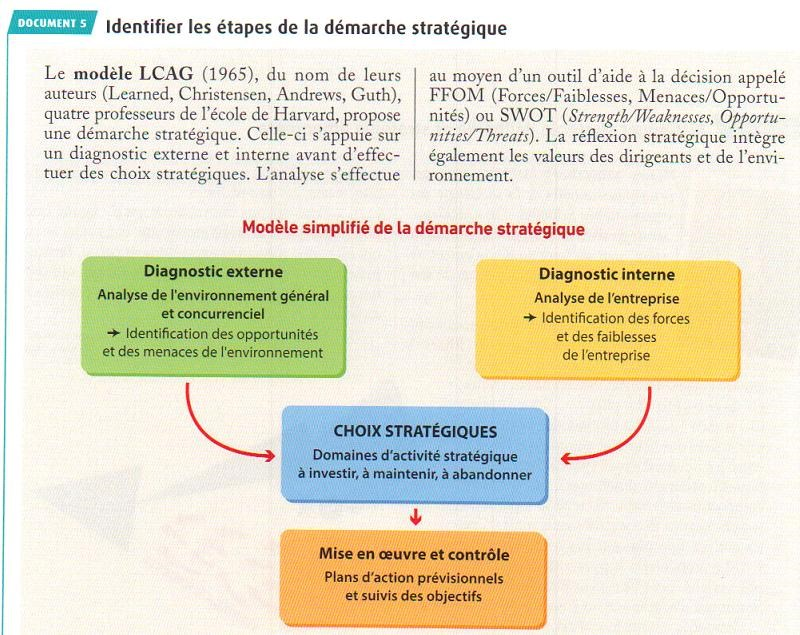 DOCUMENT 5
Identifier les étapes de la démarche stratégique
Le modèle LCAG (1965), du nom de leurs
auteurs (Learned, Christensen, Andrews, Guth),
quatre professeurs de l'école de Harvard, propose
une démarche stratégique. Celle-ci s'appuie sur
un diagnostic externe et interne avant d'effec-
tuer des choix stratégiques. L'analyse s'effectue
au moyen d'un outil d'aide à la décision appelé
FFOM (Forces/Faiblesses, Menaces/Opportu-
nités) ou SWOT (Strength/Weaknesses, Opportu-
nities/Threats). La réflexion stratégique intègre
également les valeurs des dirigeants et de l'envi-
ronnement.
Modèle simplifié de la démarche stratégique
Diagnostic externe
Analyse de l'environnement général
et concurrenciel
→ Identification des opportunités
et des menaces de l'environnement
Diagnostic interne
Analyse de l'entreprise
→ Identification des forces
et des faiblesses
de l'entreprise
CHOIX STRATÉGIQUES
Domaines d'activité stratégique
à investir, à maintenir, à abandonner
Mise en œuvre et contrôle
Plans d'action prévisionnels
et suivis des objectifs